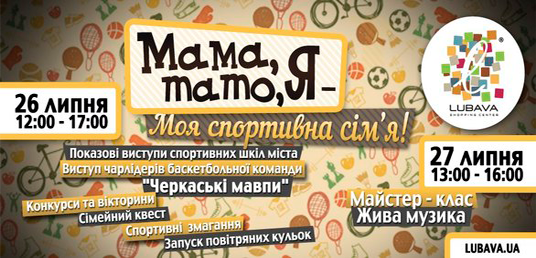 Мама,
тато, Я –
Моя спортивна сім'я!
LUBAVA
SHOPPING CENTER
26 липня
12:00 - 17:00
Показові виступи спортивних шкіл міста
Виступ чарлідерів баскетбольної команди
"Черкаські мавпи"
Конкурси та вікторини
Сімейний квест
Спортивні змагання
Запуск повітряних кульок
27 липня
13:00 - 16:00
Майстер - клас
Жива музика
LUBAVA.UA